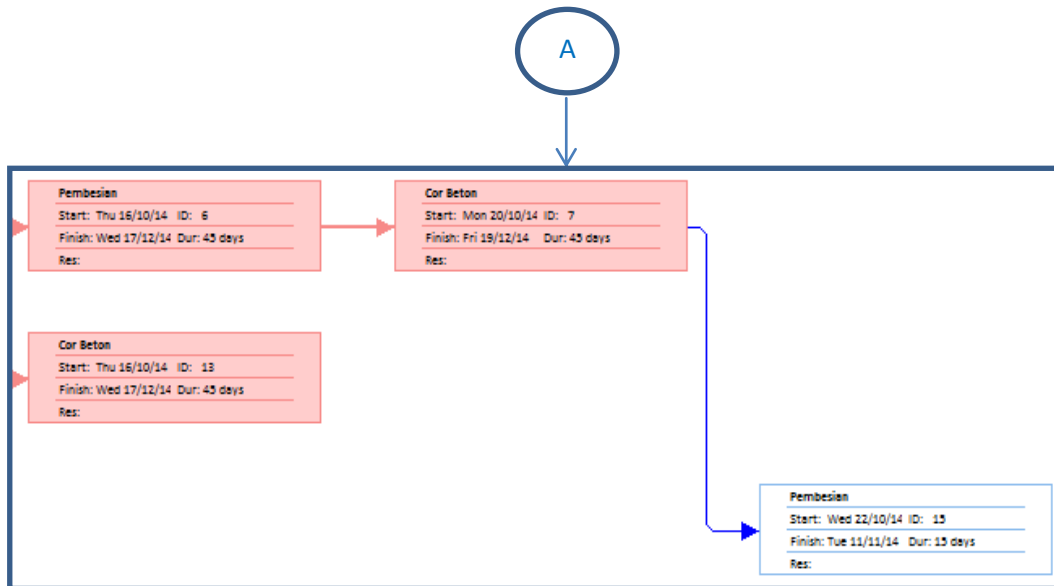 A
Pembesian
Start: Thu 16/10/14 ID: 6
Finish: Wed 17/12/14 Dur: 45 days
Res:
Cor Beton
Start: Mon 20/10/14 ID: 7
Finish: Fri 19/12/14 Dur: 45 days
Res:
Cor Beton
Start: Thu 16/10/14 ID: 13
Finish: Wed 17/12/14 Dur: 45 days
Res:
Pembesian
Start: Wed 22/10/14 ID: 15
Finish: Tue 11/11/14 Dur: 15 days
Res: